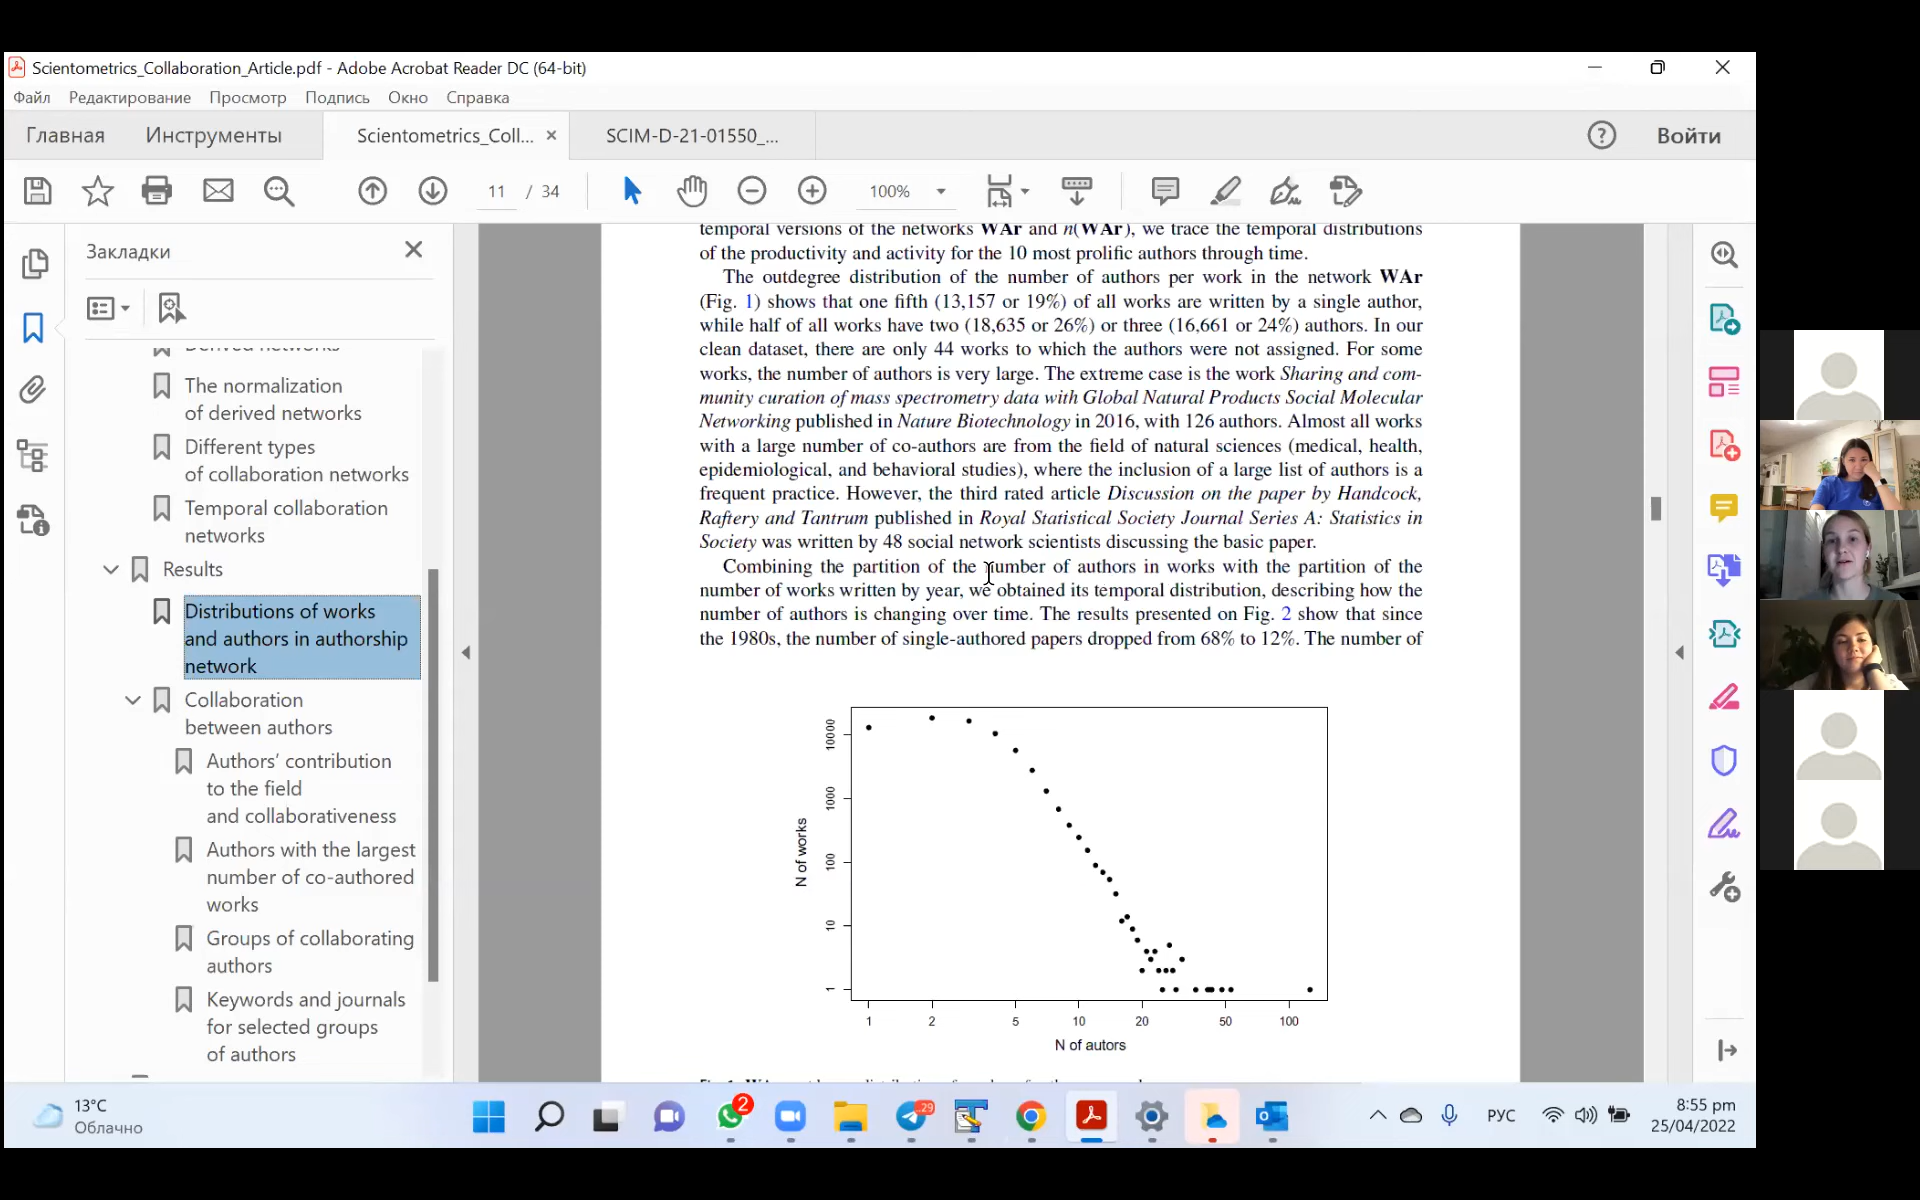 Scientometrics_Collaboration_Article.pdf - Adobe Acrobat Reader DC (64-bit)
Файл Редактирование Просмотр Подпись Окно Справка
Главная Инструменты Scientometrics_Coll... SCIM-D-21-01550_... Войти
11 / 34 100%
Закладки
Derived networks
The normalization
of derived networks
Different types
of collaboration networks
Temporal collaboration
networks
Results
Distributions of works
and authors in authorship
network
Collaboration
between authors
Authors’ contribution
to the field
and collaborativeness
Authors with the largest
number of co-authored
works
Groups of collaborating
authors
Keywords and journals
for selected groups
of authors
temporal versions of the networks WAr and n(WAr), we trace the temporal distributions
of the productivity and activity for the 10 most prolific authors through time.
The outdegree distribution of the number of authors per work in the network WAr
(Fig. 1) shows that one fifth (13,157 or 19%) of all works are written by a single author,
while half of all works have two (18,635 or 26%) or three (16,661 or 24%) authors. In our
clean dataset, there are only 44 works to which the authors were not assigned. For some
works, the number of authors is very large. The extreme case is the work Sharing and com-
munity curation of mass spectrometry data with Global Natural Products Social Molecular
Networking published in Nature Biotechnology in 2016, with 126 authors. Almost all works
with a large number of co-authors are from the field of natural sciences (medical, health,
epidemiological, and behavioral studies), where the inclusion of a large list of authors is a
frequent practice. However, the third rated article Discussion on the paper by Handcock,
Raftery and Tantrum published in Royal Statistical Society Journal Series A: Statistics in
Society was written by 48 social network scientists discussing the basic paper.
Combining the partition of the number of authors in works with the partition of the
number of works written by year, we obtained its temporal distribution, describing how the
number of authors is changing over time. The results presented on Fig. 2 show that since
the 1980s, the number of single-authored papers dropped from 68% to 12%. The number of
N of works
10000
1000
100
10
1
1 2 5 10 20 50 100
N of autors
13°C
Облачно
2
29
РУС
8:55 pm
25/04/2022